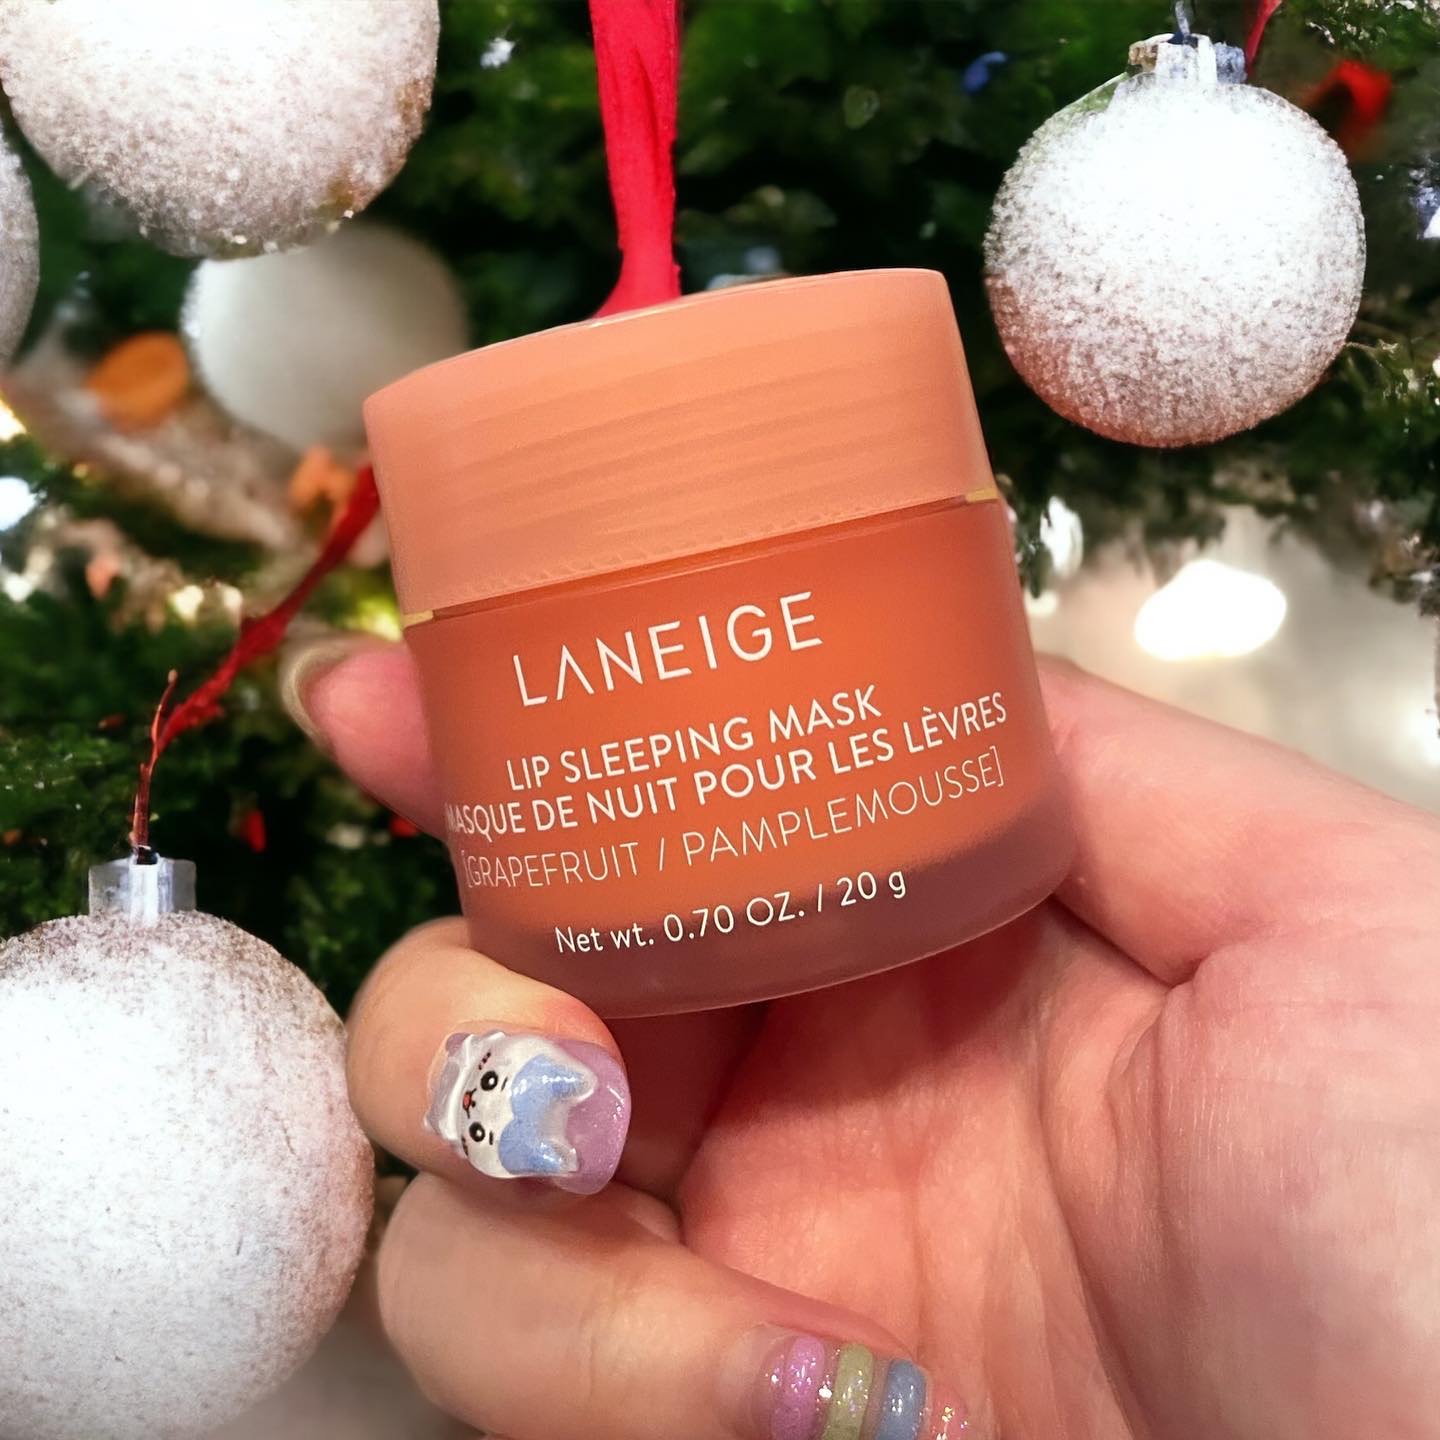 LANEIGE
LIP SLEEPING MASK
MASQUE DE NUIT POUR LES LÈVRES
[GRAPEFRUIT / PAMPLEMOUSSE]
Net wt. 0.70 OZ. / 20 g